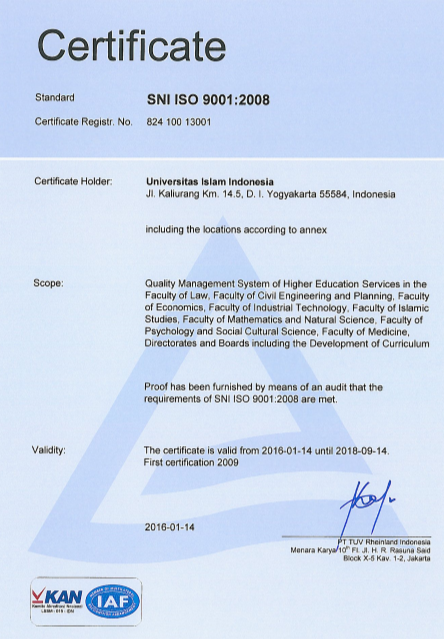 Certificate
Standard SNI ISO 9001:2008
Certificate Registr. No. 824 100 13001
Certificate Holder: Universitas Islam Indonesia
Jl. Kaliurang Km. 14.5, D. I. Yogyakarta 55584, Indonesia
including the locations according to annex
Scope: Quality Management System of Higher Education Services in the
Faculty of Law, Faculty of Civil Engineering and Planning, Faculty
of Economics, Faculty of Industrial Technology, Faculty of Islamic
Studies, Faculty of Mathematics and Natural Science, Faculty of
Psychology and Social Cultural Science, Faculty of Medicine,
Directorates and Boards including the Development of Curriculum
Proof has been furnished by means of an audit that the
requirements of SNI ISO 9001:2008 are met.
Validity: The certificate is valid from 2016-01-14 until 2018-09-14.
First certification 2009
2016-01-14
PT TUV Rheinland Indonesia
Menara Karya 10th Fl. Jl. H. R. Rasuna Said
Block X-5 Kav. 1-2, Jakarta
KAN
Komite Akreditasi Nasional
IAF